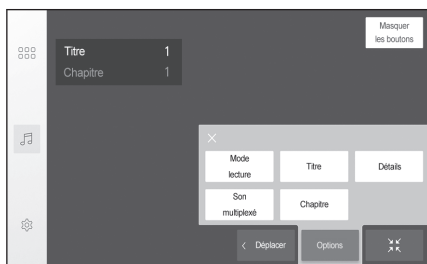 Masquer
les boutons
Titre 1
Chapitre 1
Mode
lecture
Titre
Détails
Son
multiplexé
Chapitre
Déplacer
Options